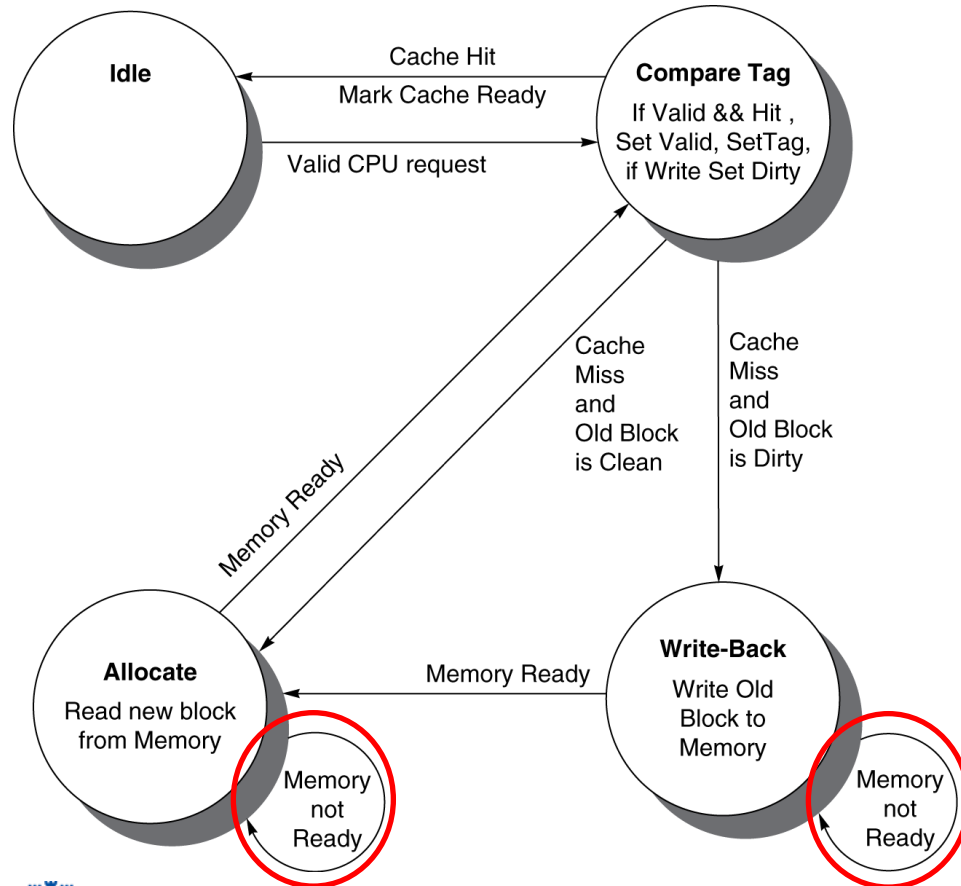 Idle
Cache Hit
Mark Cache Ready
Valid CPU request
Compare Tag
If Valid && Hit ,
Set Valid, SetTag,
if Write Set Dirty
Cache
Miss
and
Old Block
is Clean
Cache
Miss
and
Old Block
is Dirty
Memory Ready
Allocate
Read new block
from Memory
Memory
not
Ready
Memory Ready
Write-Back
Write Old
Block to
Memory
Memory
not
Ready